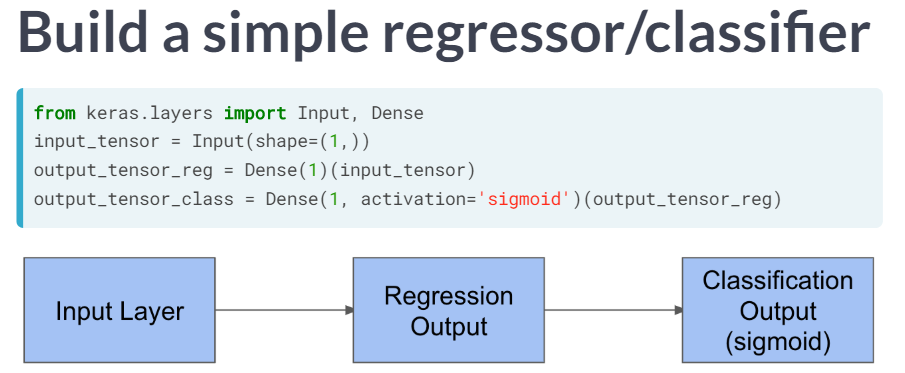 Build a simple regressor/classifier
from keras.layers import Input, Dense
input_tensor = Input(shape=(1,))
output_tensor_reg = Dense(1)(input_tensor)
output_tensor_class = Dense(1, activation='sigmoid')(output_tensor_reg)
Input Layer
Regression
Output
Classification
Output
(sigmoid)